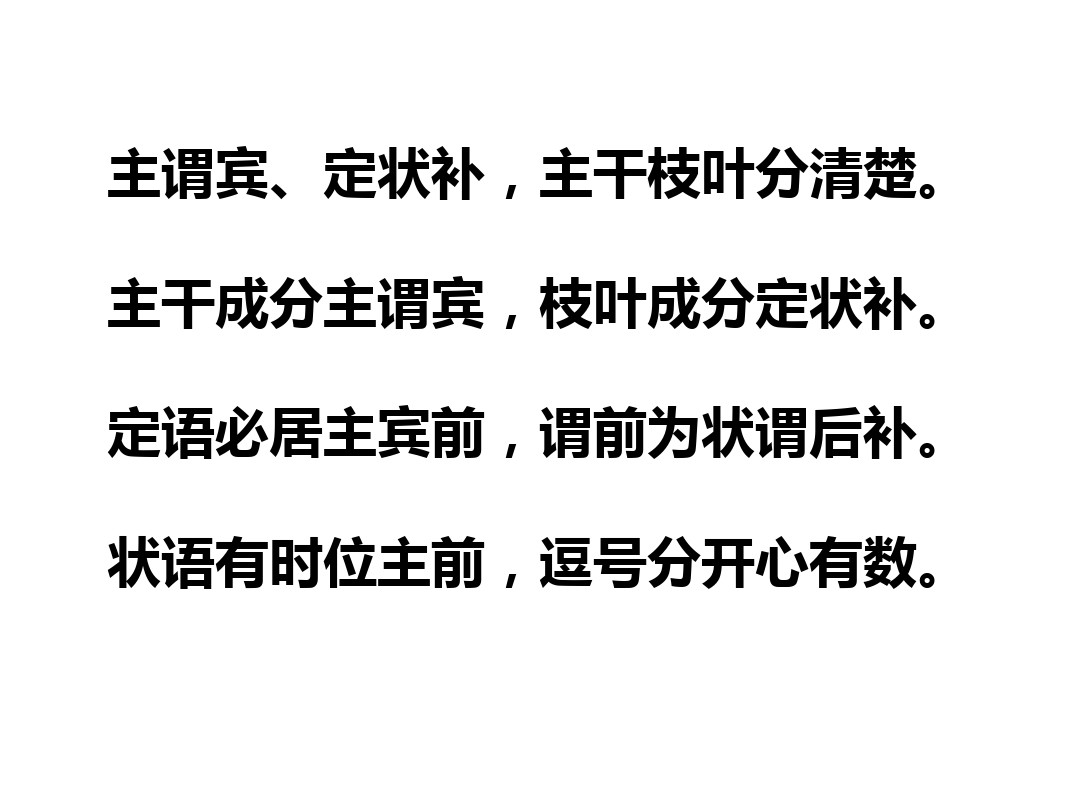 主谓宾、定状补，主干枝叶分清楚。
主干成分主谓宾，枝叶成分定状补。
定语必居主宾前，谓前为状谓后补。
状语有时位主前，逗号分开心有数。